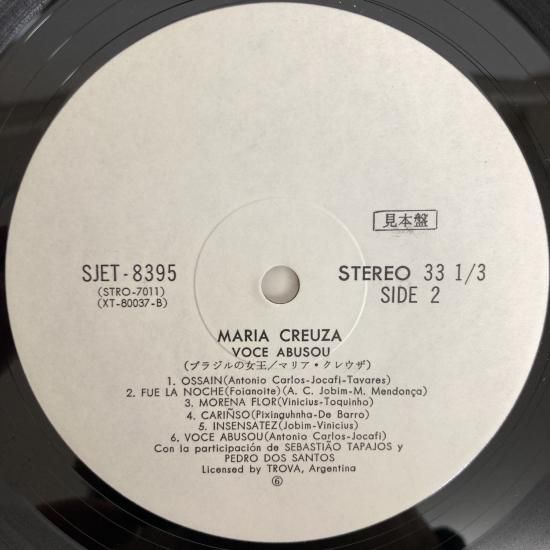 見本盤
SJET-8395
(STRO-7011)
(XT-80037-B)
STEREO 33 1/3
SIDE 2
MARIA CREUZA
VOCE ABUSOU
(ブラジルの女王/マリア・クレウザ)
1. OSSAIN(Antonio Carlos-Jocafi-Tavares)
2. FUE LA NOCHE(Foianoite)(A. C. Jobim-M. Mendonça)
3. MORENA FLOR(Vinicius-Toquinho)
4. CARIÑSO(Pixinguhnha-De Barro)
5. INSENSATEZ(Jobim-Vinicius)
6. VOCE ABUSOU(Antonio Carlos-Jocafi)
Con la participación de SEBASTIÃO TAPAJOS y
PEDRO DOS SANTOS
Licensed by TROVA, Argentina
⑥